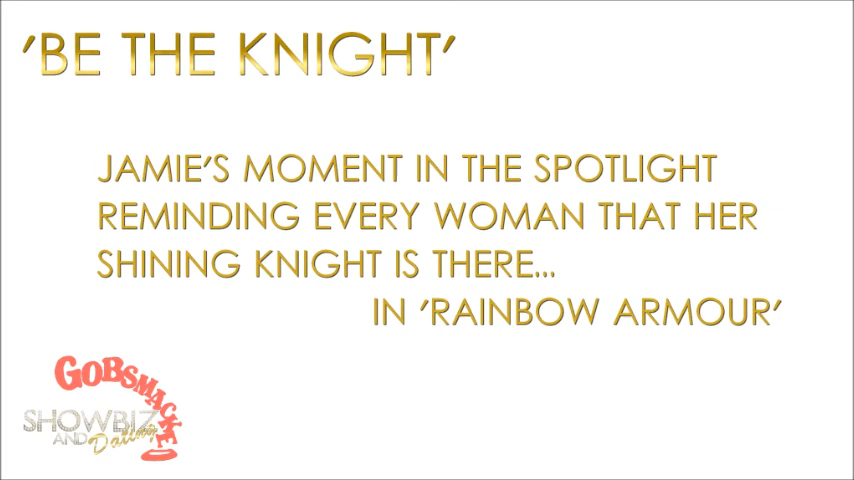 'BE THE KNIGHT'
JAMIE'S MOMENT IN THE SPOTLIGHT
REMINDING EVERY WOMAN THAT HER
SHINING KNIGHT IS THERE...
IN 'RAINBOW ARMOUR'
GOBSMACKED
SHOWBIZ
AND Dating